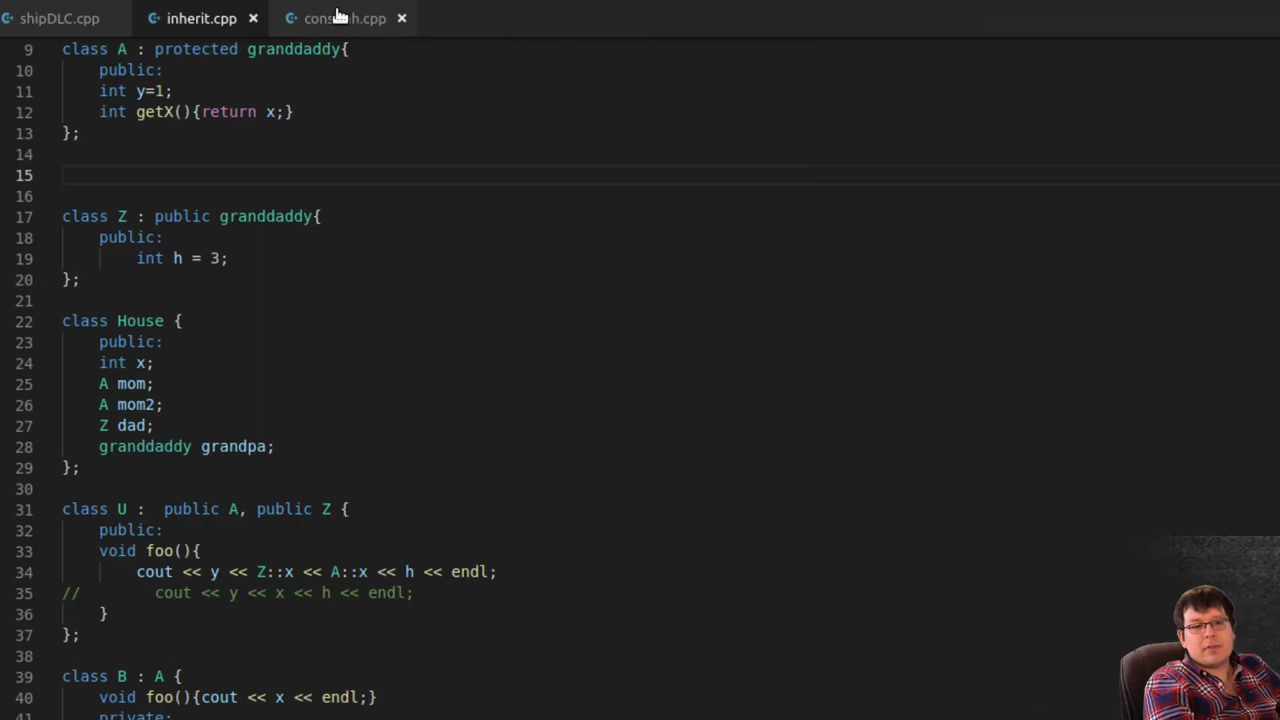 shipDLC.cpp inherit.cpp × ×
9 class A : protected granddaddy{
10 public:
11 int y=1;
12 int getX(){return x;}
13 };
14
15
16
17 class Z : public granddaddy{
18 public:
19 int h = 3;
20 };
21
22 class House {
23 public:
24 int x;
25 A mom;
26 A mom2;
27 Z dad;
28 granddaddy grandpa;
29 };
30
31 class U :  public A, public Z {
32 public:
33 void foo(){
34 cout << y << Z::x << A::x << h << endl;
35 // cout << y << x << h << endl;
36 }
37 };
38
39 class B : A {
40 void foo(){cout << x << endl;}
41 private: